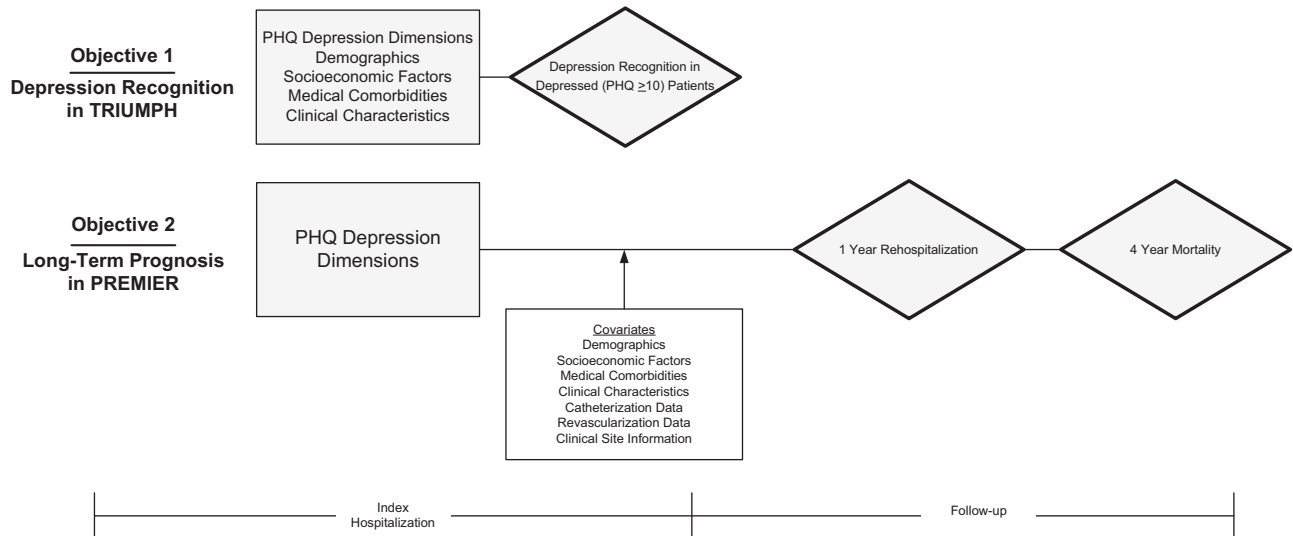 Objective 1
Depression Recognition
in TRIUMPH
PHQ Depression Dimensions
Demographics
Socioeconomic Factors
Medical Comorbidities
Clinical Characteristics
Depression Recognition in
Depressed (PHQ ≥10) Patients
Objective 2
Long-Term Prognosis
in PREMIER
PHQ Depression
Dimensions
1 Year Rehospitalization
4 Year Mortality
Covariates
Demographics
Socioeconomic Factors
Medical Comorbidities
Clinical Characteristics
Catheterization Data
Revascularization Data
Clinical Site Information
Index
Hospitalization
Follow-up